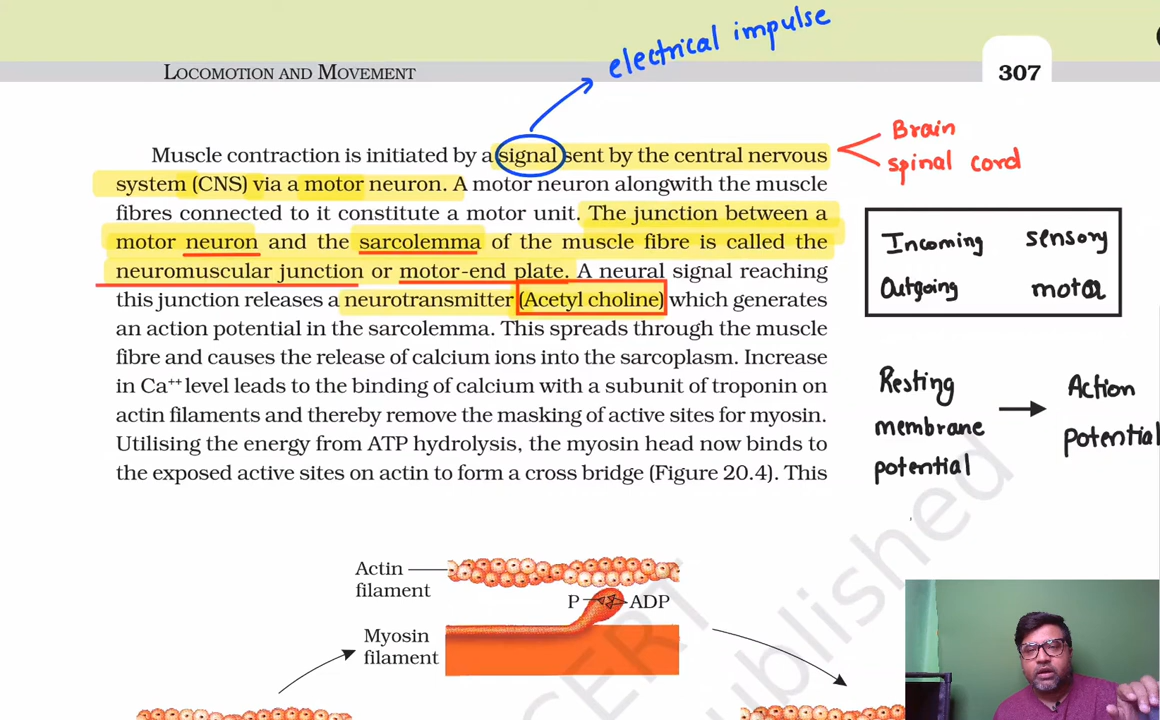 electrical impulse
LOCOMOTION AND MOVEMENT
307
Muscle contraction is initiated by a signal sent by the central nervous
system (CNS) via a motor neuron. A motor neuron alongwith the muscle
fibres connected to it constitute a motor unit. The junction between a
motor neuron and the sarcolemma of the muscle fibre is called the
neuromuscular junction or motor-end plate. A neural signal reaching
this junction releases a neurotransmitter (Acetyl choline) which generates
an action potential in the sarcolemma. This spreads through the muscle
fibre and causes the release of calcium ions into the sarcoplasm. Increase
in Ca++ level leads to the binding of calcium with a subunit of troponin on
actin filaments and thereby remove the masking of active sites for myosin.
Utilising the energy from ATP hydrolysis, the myosin head now binds to
the exposed active sites on actin to form a cross bridge (Figure 20.4). This
Brain
spinal cord
Incoming sensory
Outgoing motor
Resting
membrane
potential
Action
potential
Actin
filament
P
ADP
Myosin
filament
NCERT
published